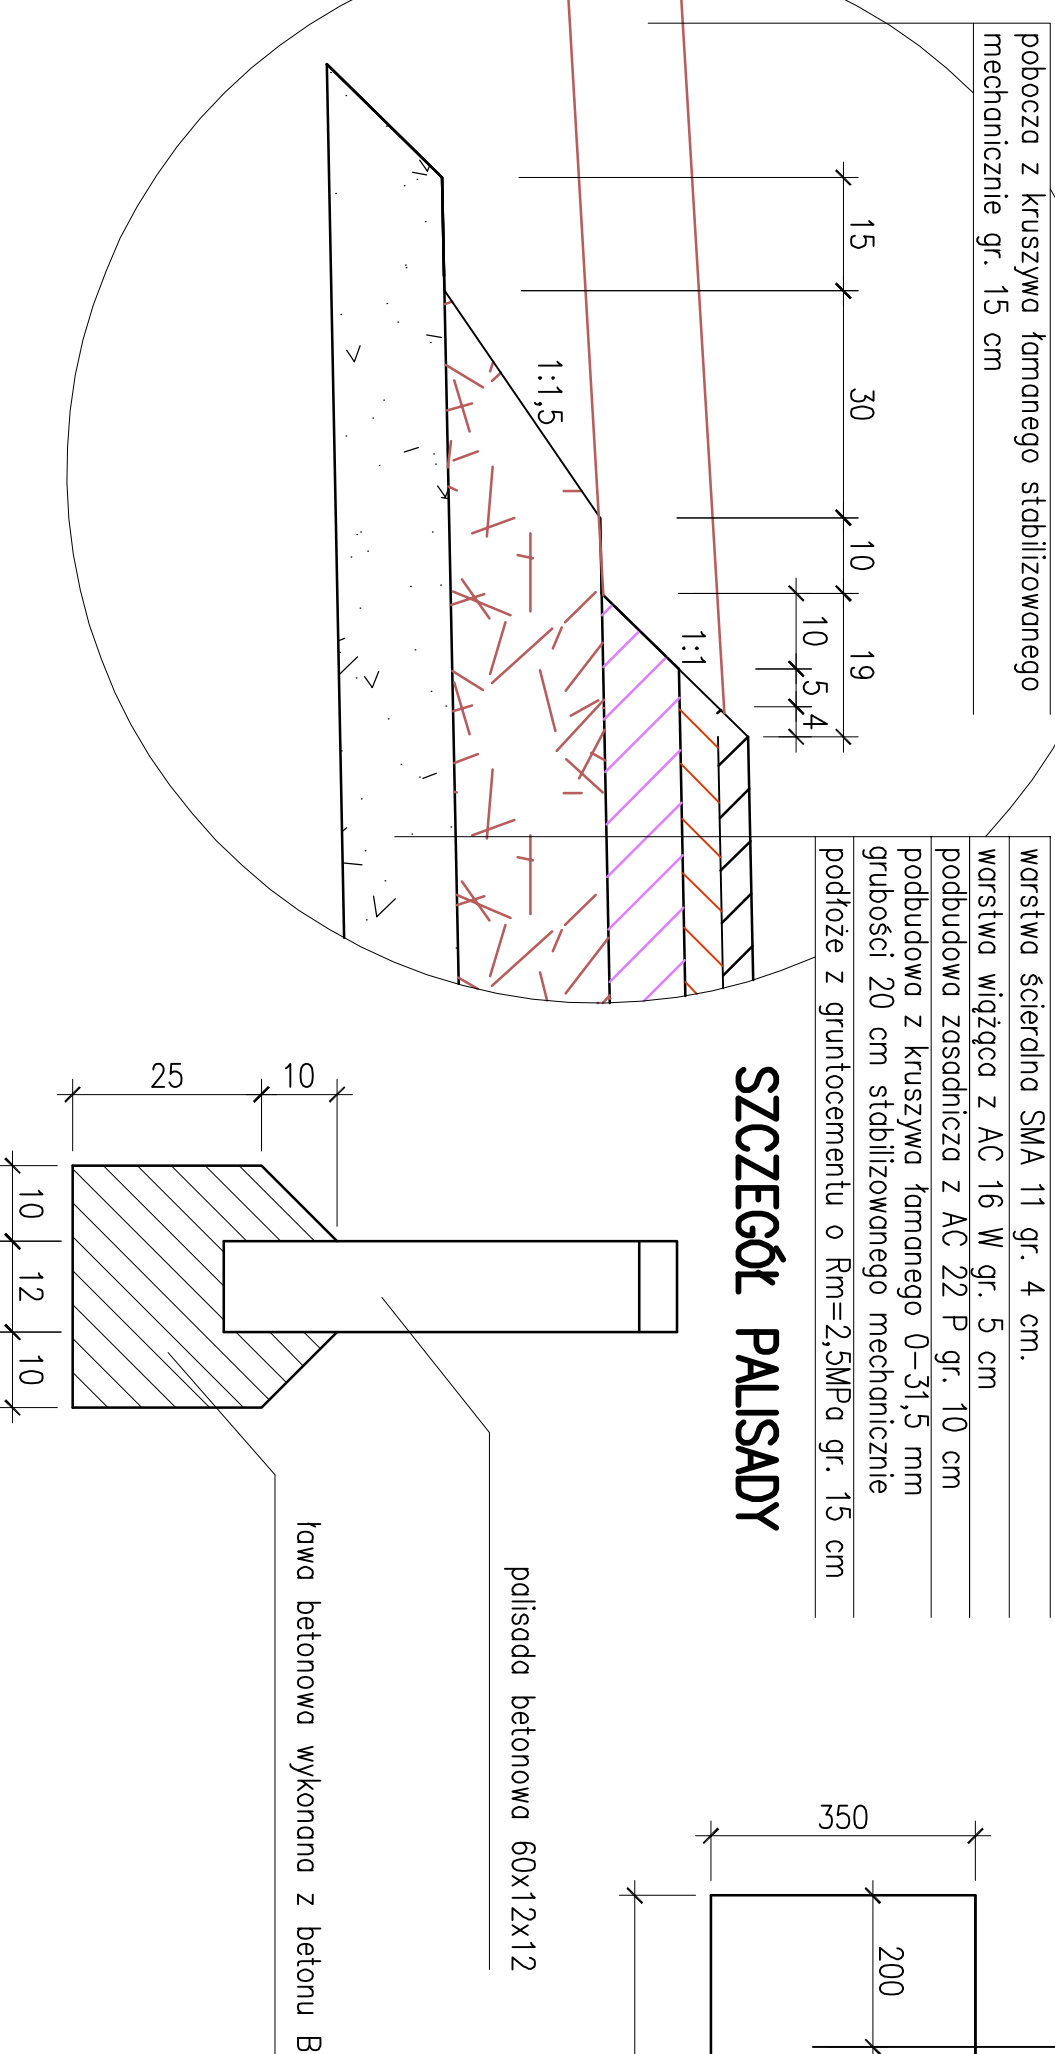 pobocza z kruszywa łamanego stabilizowanego
mechanicznie gr. 15 cm
15
30
10
19
10
5
4
1:1,5
1:1
warstwa ścieralna SMA 11 gr. 4 cm.
warstwa wiążąca z AC 16 W gr. 5 cm
podbudowa zasadnicza z AC 22 P gr. 10 cm
podbudowa z kruszywa łamanego 0-31,5 mm
grubości 20 cm stabilizowanego mechanicznie
podłoże z gruntocementu o Rm=2,5MPa gr. 15 cm
SZCZEGÓŁ PALISADY
25
10
10
12
10
palisada betonowa 60x12x12
ława betonowa wykonana z betonu B
350
200